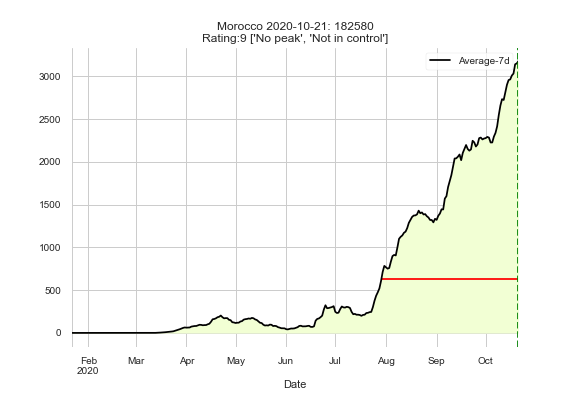 Morocco 2020-10-21: 182580
Rating:9 ['No peak', 'Not in control']
Average-7d
3000
2500
2000
1500
1000
500
0
Feb Mar Apr May Jun Jul Aug Sep Oct
2020
Date